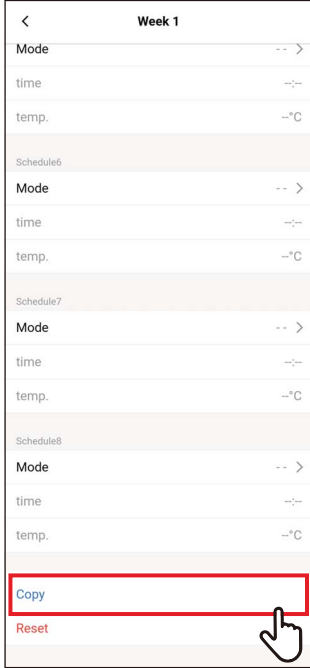 Week 1
Mode -- >
time --:--
temp. --°C
Schedule6
Mode -- >
time --:--
temp. --°C
Schedule7
Mode -- >
time --:--
temp. --°C
Schedule8
Mode -- >
time --:--
temp. --°C
Copy
Reset